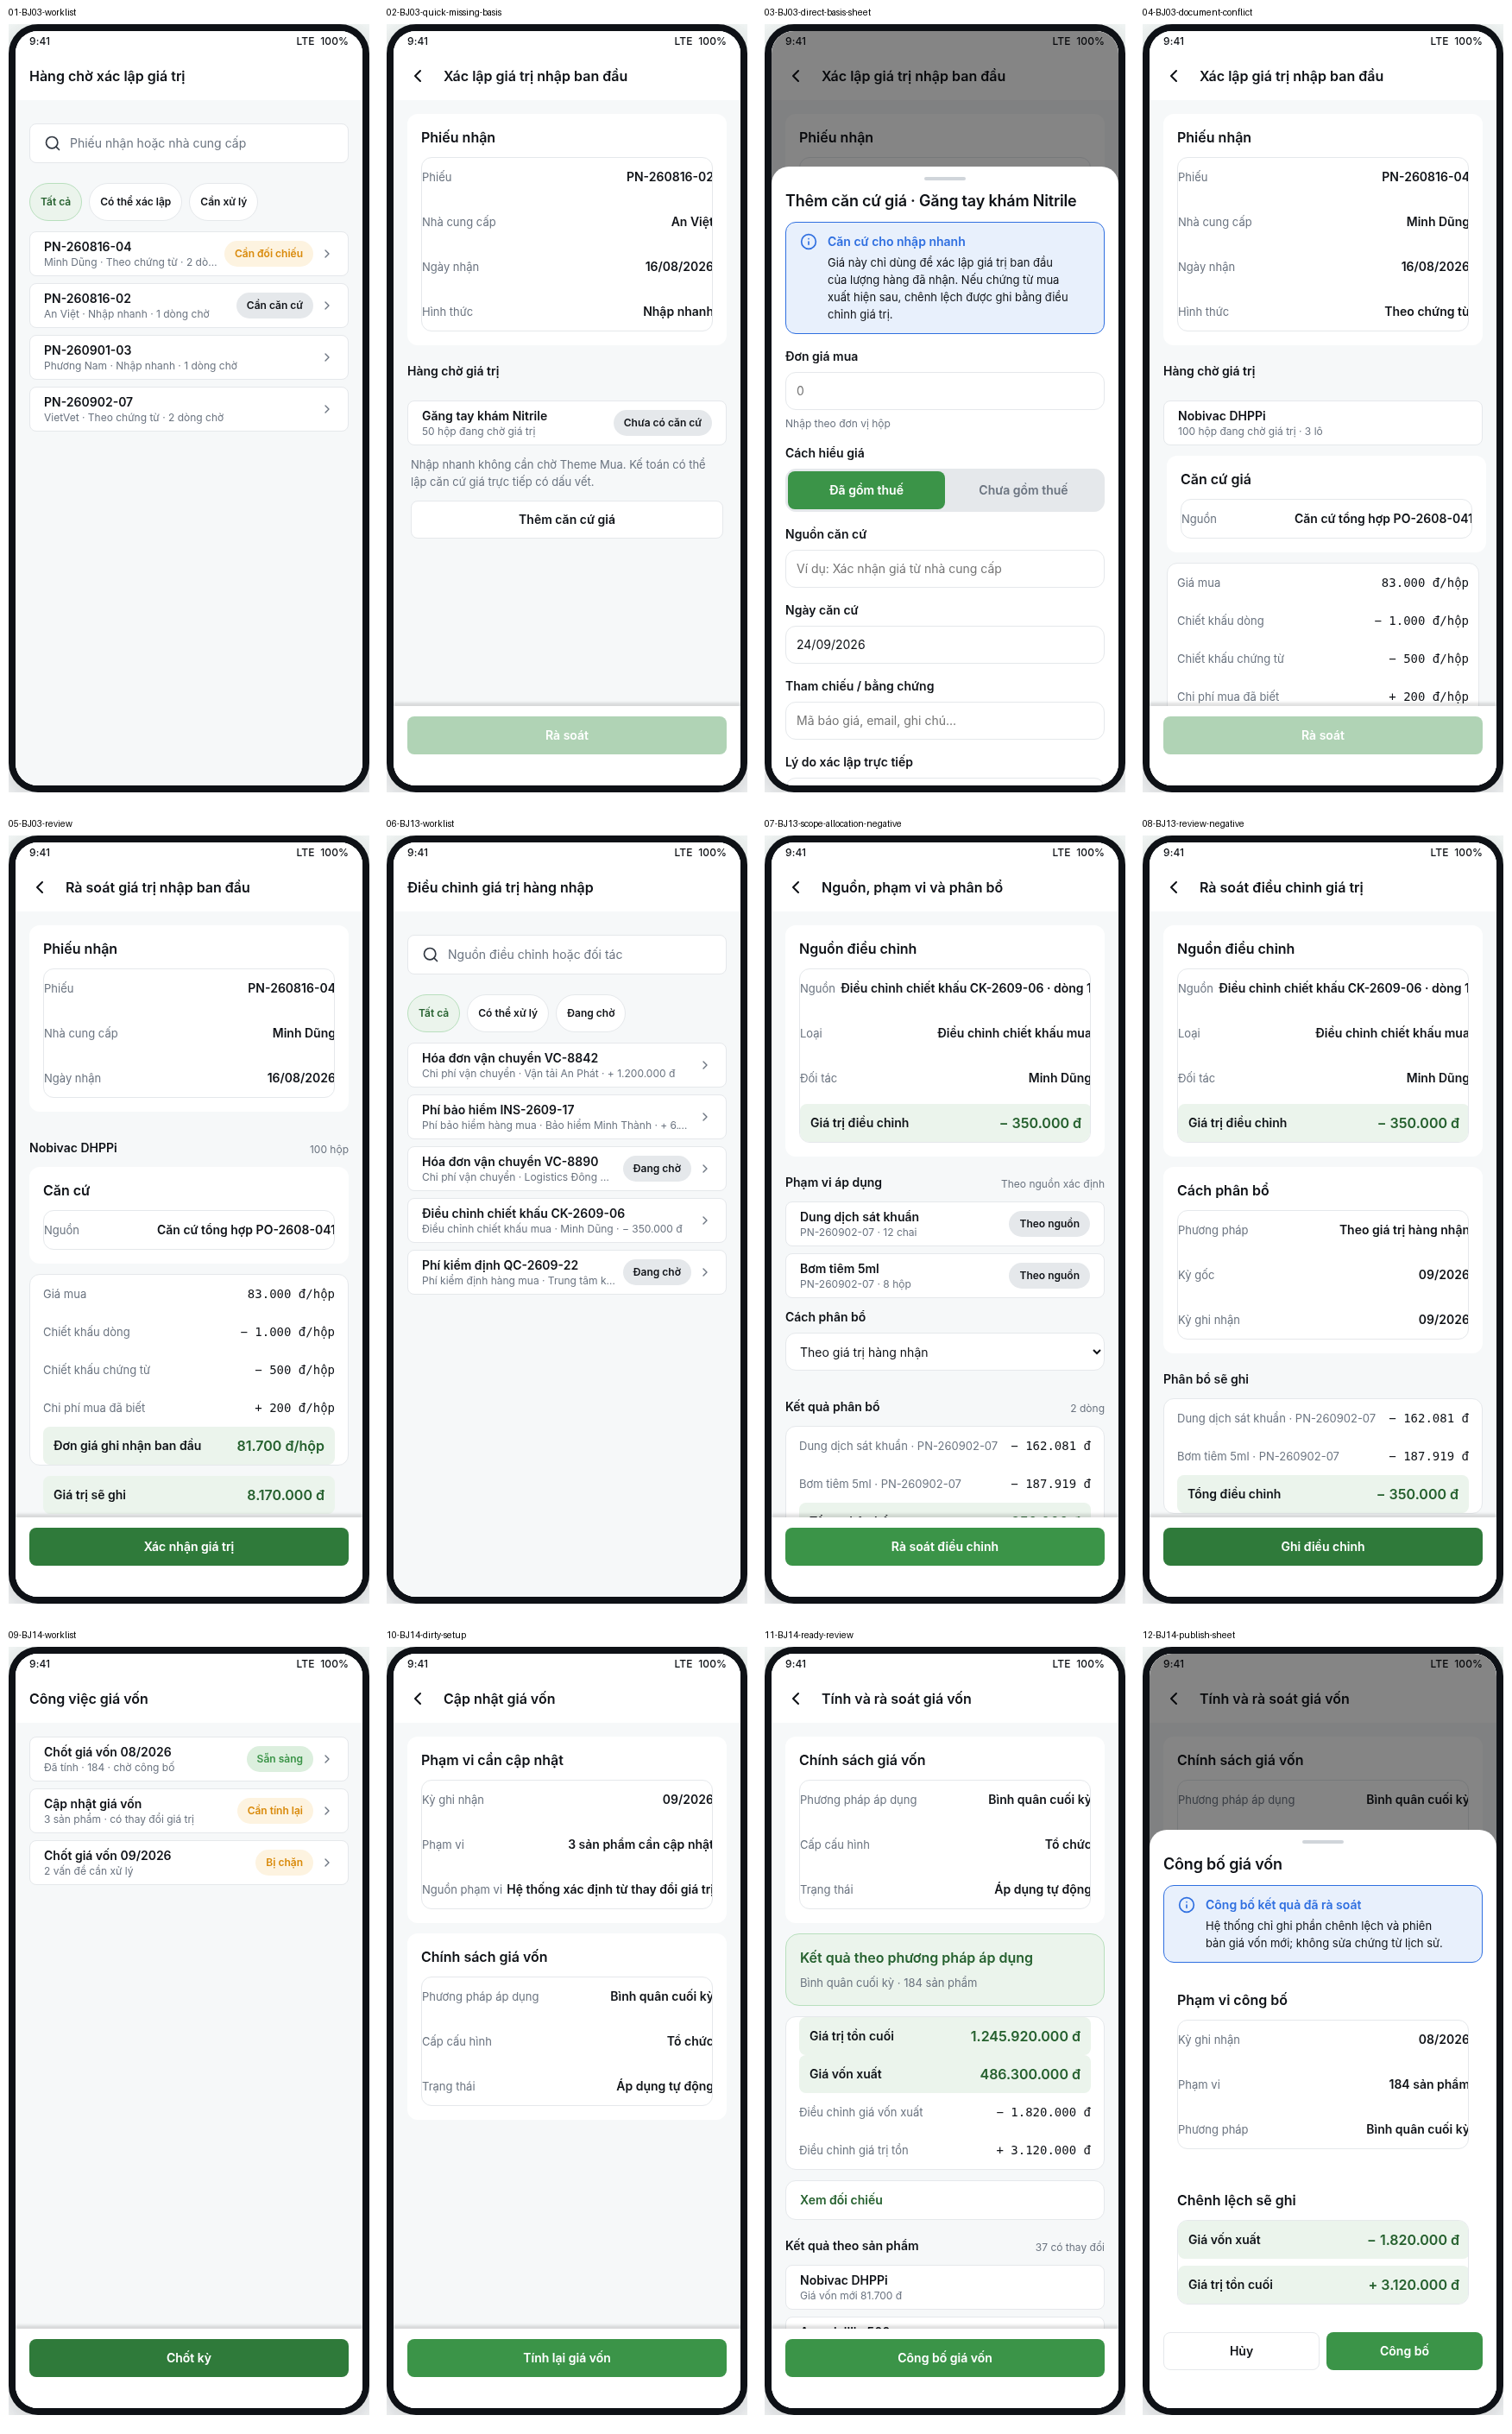 01-BJ03-worklist
9:41
LTE 100%
Hàng chờ xác lập giá trị
Phiếu nhận hoặc nhà cung cấp
Tất cả
Có thể xác lập
Cần xử lý
PN-260816-04
Minh Dũng · Theo chứng từ · 2 dò...
Cần đối chiếu
PN-260816-02
An Việt · Nhập nhanh · 1 dòng chờ
Cần căn cứ
PN-260901-03
Phương Nam · Nhập nhanh · 1 dòng chờ
PN-260902-07
VietVet · Theo chứng từ · 2 dòng chờ
02-BJ03-quick-missing-basis
9:41
LTE 100%
Xác lập giá trị nhập ban đầu
Phiếu nhận
Phiếu
PN-260816-02
Nhà cung cấp
An Việt
Ngày nhận
16/08/2026
Hình thức
Nhập nhanh
Hàng chờ giá trị
Găng tay khám Nitrile
50 hộp đang chờ giá trị
Chưa có căn cứ
Nhập nhanh không cần chờ Theme Mua. Kế toán có thể
lập căn cứ giá trực tiếp có dấu vết.
Thêm căn cứ giá
Rà soát
03-BJ03-direct-basis-sheet
9:41
LTE 100%
Xác lập giá trị nhập ban đầu
Phiếu nhận
Thêm căn cứ giá · Găng tay khám Nitrile
Căn cứ cho nhập nhanh
Giá này chỉ dùng để xác lập giá trị ban đầu
của lượng hàng đã nhận. Nếu chứng từ mua
xuất hiện sau, chênh lệch được ghi bằng điều
chỉnh giá trị.
Đơn giá mua
0
Nhập theo đơn vị hộp
Cách hiểu giá
Đã gồm thuế
Chưa gồm thuế
Nguồn căn cứ
Ví dụ: Xác nhận giá từ nhà cung cấp
Ngày căn cứ
24/09/2026
Tham chiếu / bằng chứng
Mã báo giá, email, ghi chú...
Lý do xác lập trực tiếp
04-BJ03-document-conflict
9:41
LTE 100%
Xác lập giá trị nhập ban đầu
Phiếu nhận
Phiếu
PN-260816-04
Nhà cung cấp
Minh Dũng
Ngày nhận
16/08/2026
Hình thức
Theo chứng từ
Hàng chờ giá trị
Nobivac DHPPi
100 hộp đang chờ giá trị · 3 lô
Căn cứ giá
Nguồn
Căn cứ tổng hợp PO-2608-041
Giá mua
83.000 đ/hộp
Chiết khấu dòng
− 1.000 đ/hộp
Chiết khấu chứng từ
− 500 đ/hộp
Chi phí mua đã biết
+ 200 đ/hộp
Rà soát
05-BJ03-review
9:41
LTE 100%
Rà soát giá trị nhập ban đầu
Phiếu nhận
Phiếu
PN-260816-04
Nhà cung cấp
Minh Dũng
Ngày nhận
16/08/2026
Nobivac DHPPi
100 hộp
Căn cứ
Nguồn
Căn cứ tổng hợp PO-2608-041
Giá mua
83.000 đ/hộp
Chiết khấu dòng
− 1.000 đ/hộp
Chiết khấu chứng từ
− 500 đ/hộp
Chi phí mua đã biết
+ 200 đ/hộp
Đơn giá ghi nhận ban đầu
81.700 đ/hộp
Giá trị sẽ ghi
8.170.000 đ
Xác nhận giá trị
06-BJ13-worklist
9:41
LTE 100%
Điều chỉnh giá trị hàng nhập
Nguồn điều chỉnh hoặc đối tác
Tất cả
Có thể xử lý
Đang chờ
Hóa đơn vận chuyển VC-8842
Chi phí vận chuyển · Vận tải An Phát · + 1.200.000 đ
Phí bảo hiểm INS-2609-17
Phí bảo hiểm hàng mua · Bảo hiểm Minh Thành · + 6....
Hóa đơn vận chuyển VC-8890
Chi phí vận chuyển · Logistics Đông ...
Đang chờ
Điều chỉnh chiết khấu CK-2609-06
Điều chỉnh chiết khấu mua · Minh Dũng · − 350.000 đ
Phí kiểm định QC-2609-22
Phí kiểm định hàng mua · Trung tâm k...
Đang chờ
07-BJ13-scope-allocation-negative
9:41
LTE 100%
Nguồn, phạm vi và phân bổ
Nguồn điều chỉnh
Nguồn
Điều chỉnh chiết khấu CK-2609-06 · dòng 1
Loại
Điều chỉnh chiết khấu mua
Đối tác
Minh Dũng
Giá trị điều chỉnh
− 350.000 đ
Phạm vi áp dụng
Theo nguồn xác định
Dung dịch sát khuẩn
PN-260902-07 · 12 chai
Theo nguồn
Bơm tiêm 5ml
PN-260902-07 · 8 hộp
Theo nguồn
Cách phân bổ
Theo giá trị hàng nhận
Kết quả phân bổ
2 dòng
Dung dịch sát khuẩn · PN-260902-07
− 162.081 đ
Bơm tiêm 5ml · PN-260902-07
− 187.919 đ
Rà soát điều chỉnh
08-BJ13-review-negative
9:41
LTE 100%
Rà soát điều chỉnh giá trị
Nguồn điều chỉnh
Nguồn
Điều chỉnh chiết khấu CK-2609-06 · dòng 1
Loại
Điều chỉnh chiết khấu mua
Đối tác
Minh Dũng
Giá trị điều chỉnh
− 350.000 đ
Cách phân bổ
Phương pháp
Theo giá trị hàng nhận
Kỳ gốc
09/2026
Kỳ ghi nhận
09/2026
Phân bổ sẽ ghi
Dung dịch sát khuẩn · PN-260902-07
− 162.081 đ
Bơm tiêm 5ml · PN-260902-07
− 187.919 đ
Tổng điều chỉnh
− 350.000 đ
Ghi điều chỉnh
09-BJ14-worklist
9:41
LTE 100%
Công việc giá vốn
Chốt giá vốn 08/2026
Đã tính · 184 · chờ công bố
Sẵn sàng
Cập nhật giá vốn
3 sản phẩm · có thay đổi giá trị
Cần tính lại
Chốt giá vốn 09/2026
2 vấn đề cần xử lý
Bị chặn
Chốt kỳ
10-BJ14-dirty-setup
9:41
LTE 100%
Cập nhật giá vốn
Phạm vi cần cập nhật
Kỳ ghi nhận
09/2026
Phạm vi
3 sản phẩm cần cập nhật
Nguồn phạm vi
Hệ thống xác định từ thay đổi giá trị
Chính sách giá vốn
Phương pháp áp dụng
Bình quân cuối kỳ
Cấp cấu hình
Tổ chức
Trạng thái
Áp dụng tự động
Tính lại giá vốn
11-BJ14-ready-review
9:41
LTE 100%
Tính và rà soát giá vốn
Chính sách giá vốn
Phương pháp áp dụng
Bình quân cuối kỳ
Cấp cấu hình
Tổ chức
Trạng thái
Áp dụng tự động
Kết quả theo phương pháp áp dụng
Bình quân cuối kỳ · 184 sản phẩm
Giá trị tồn cuối
1.245.920.000 đ
Giá vốn xuất
486.300.000 đ
Điều chỉnh giá vốn xuất
− 1.820.000 đ
Điều chỉnh giá trị tồn
+ 3.120.000 đ
Xem đối chiếu
Kết quả theo sản phẩm
37 có thay đổi
Nobivac DHPPi
Giá vốn mới 81.700 đ
Công bố giá vốn
12-BJ14-publish-sheet
9:41
LTE 100%
Tính và rà soát giá vốn
Chính sách giá vốn
Phương pháp áp dụng
Bình quân cuối kỳ
Công bố giá vốn
Công bố kết quả đã rà soát
Hệ thống chỉ ghi phần chênh lệch và phiên
bản giá vốn mới; không sửa chứng từ lịch sử.
Phạm vi công bố
Kỳ ghi nhận
08/2026
Phạm vi
184 sản phẩm
Phương pháp
Bình quân cuối kỳ
Chênh lệch sẽ ghi
Giá vốn xuất
− 1.820.000 đ
Giá trị tồn cuối
+ 3.120.000 đ
Hủy
Công bố